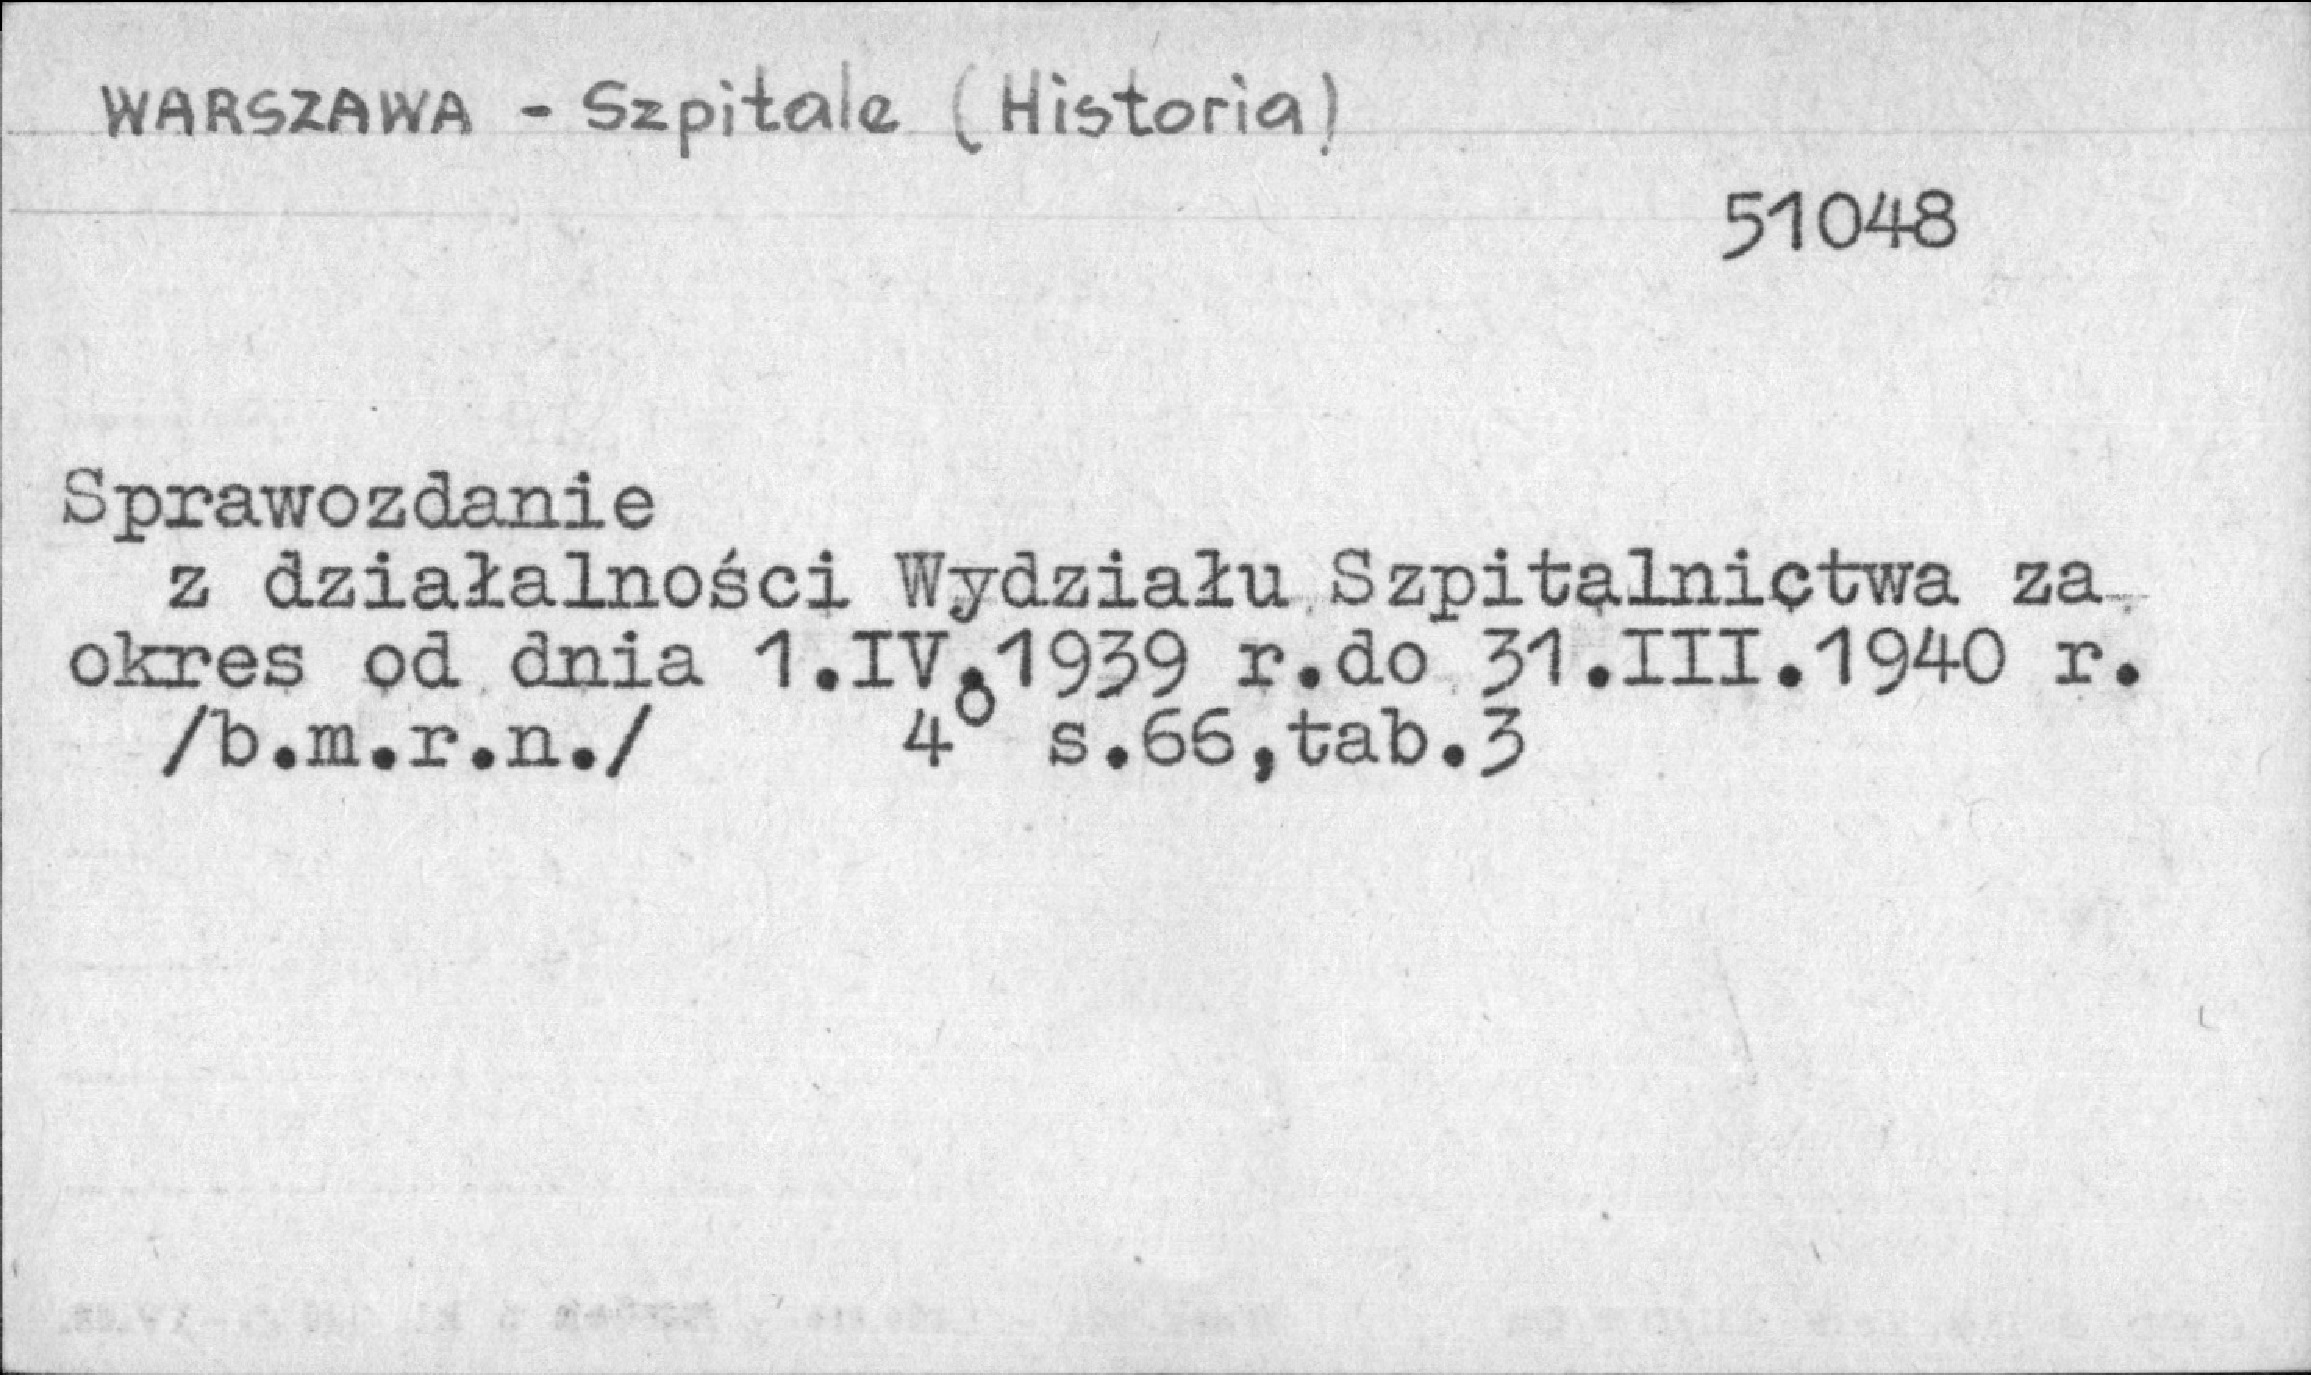 WARSZAWA - Szpitale (Historia)
51048
Sprawozdanie
z działalności Wydziału Szpitalnictwa za
okres od dnia 1.IV.1939 r.do 31.III.1940 r.
/b.m.r.n./ 4° s.66,tab.3